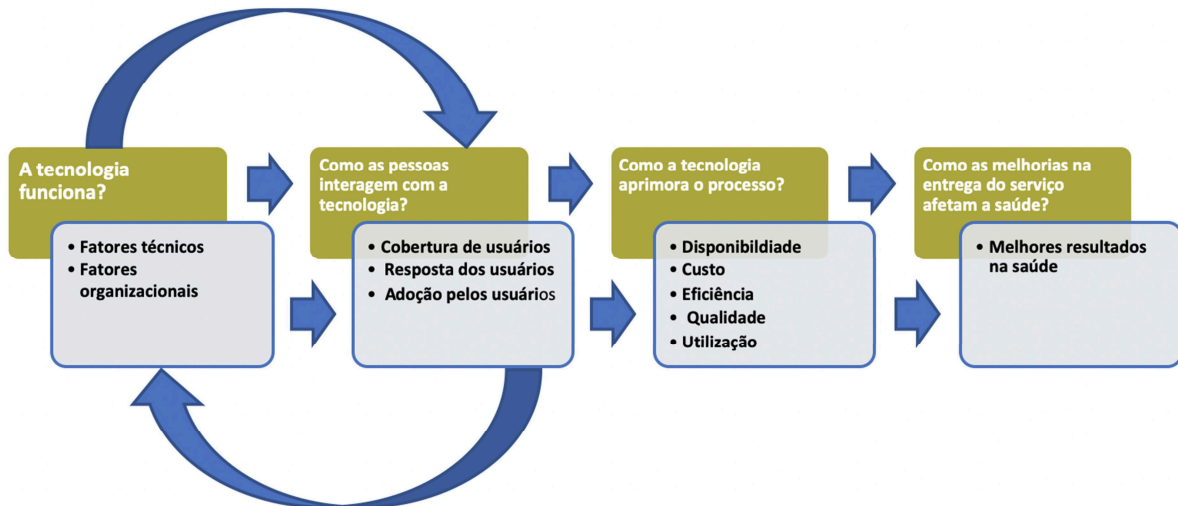 A tecnologia
funciona?
• Fatores técnicos
• Fatores
organizacionais
Como as pessoas
interagem com a
tecnologia?
• Cobertura de usuários
• Resposta dos usuários
• Adoção pelos usuários
Como a tecnologia
aprimora o processo?
• Disponibildiade
• Custo
• Eficiência
• Qualidade
• Utilização
Como as melhorias na
entrega do serviço
afetam a saúde?
• Melhores resultados
na saúde